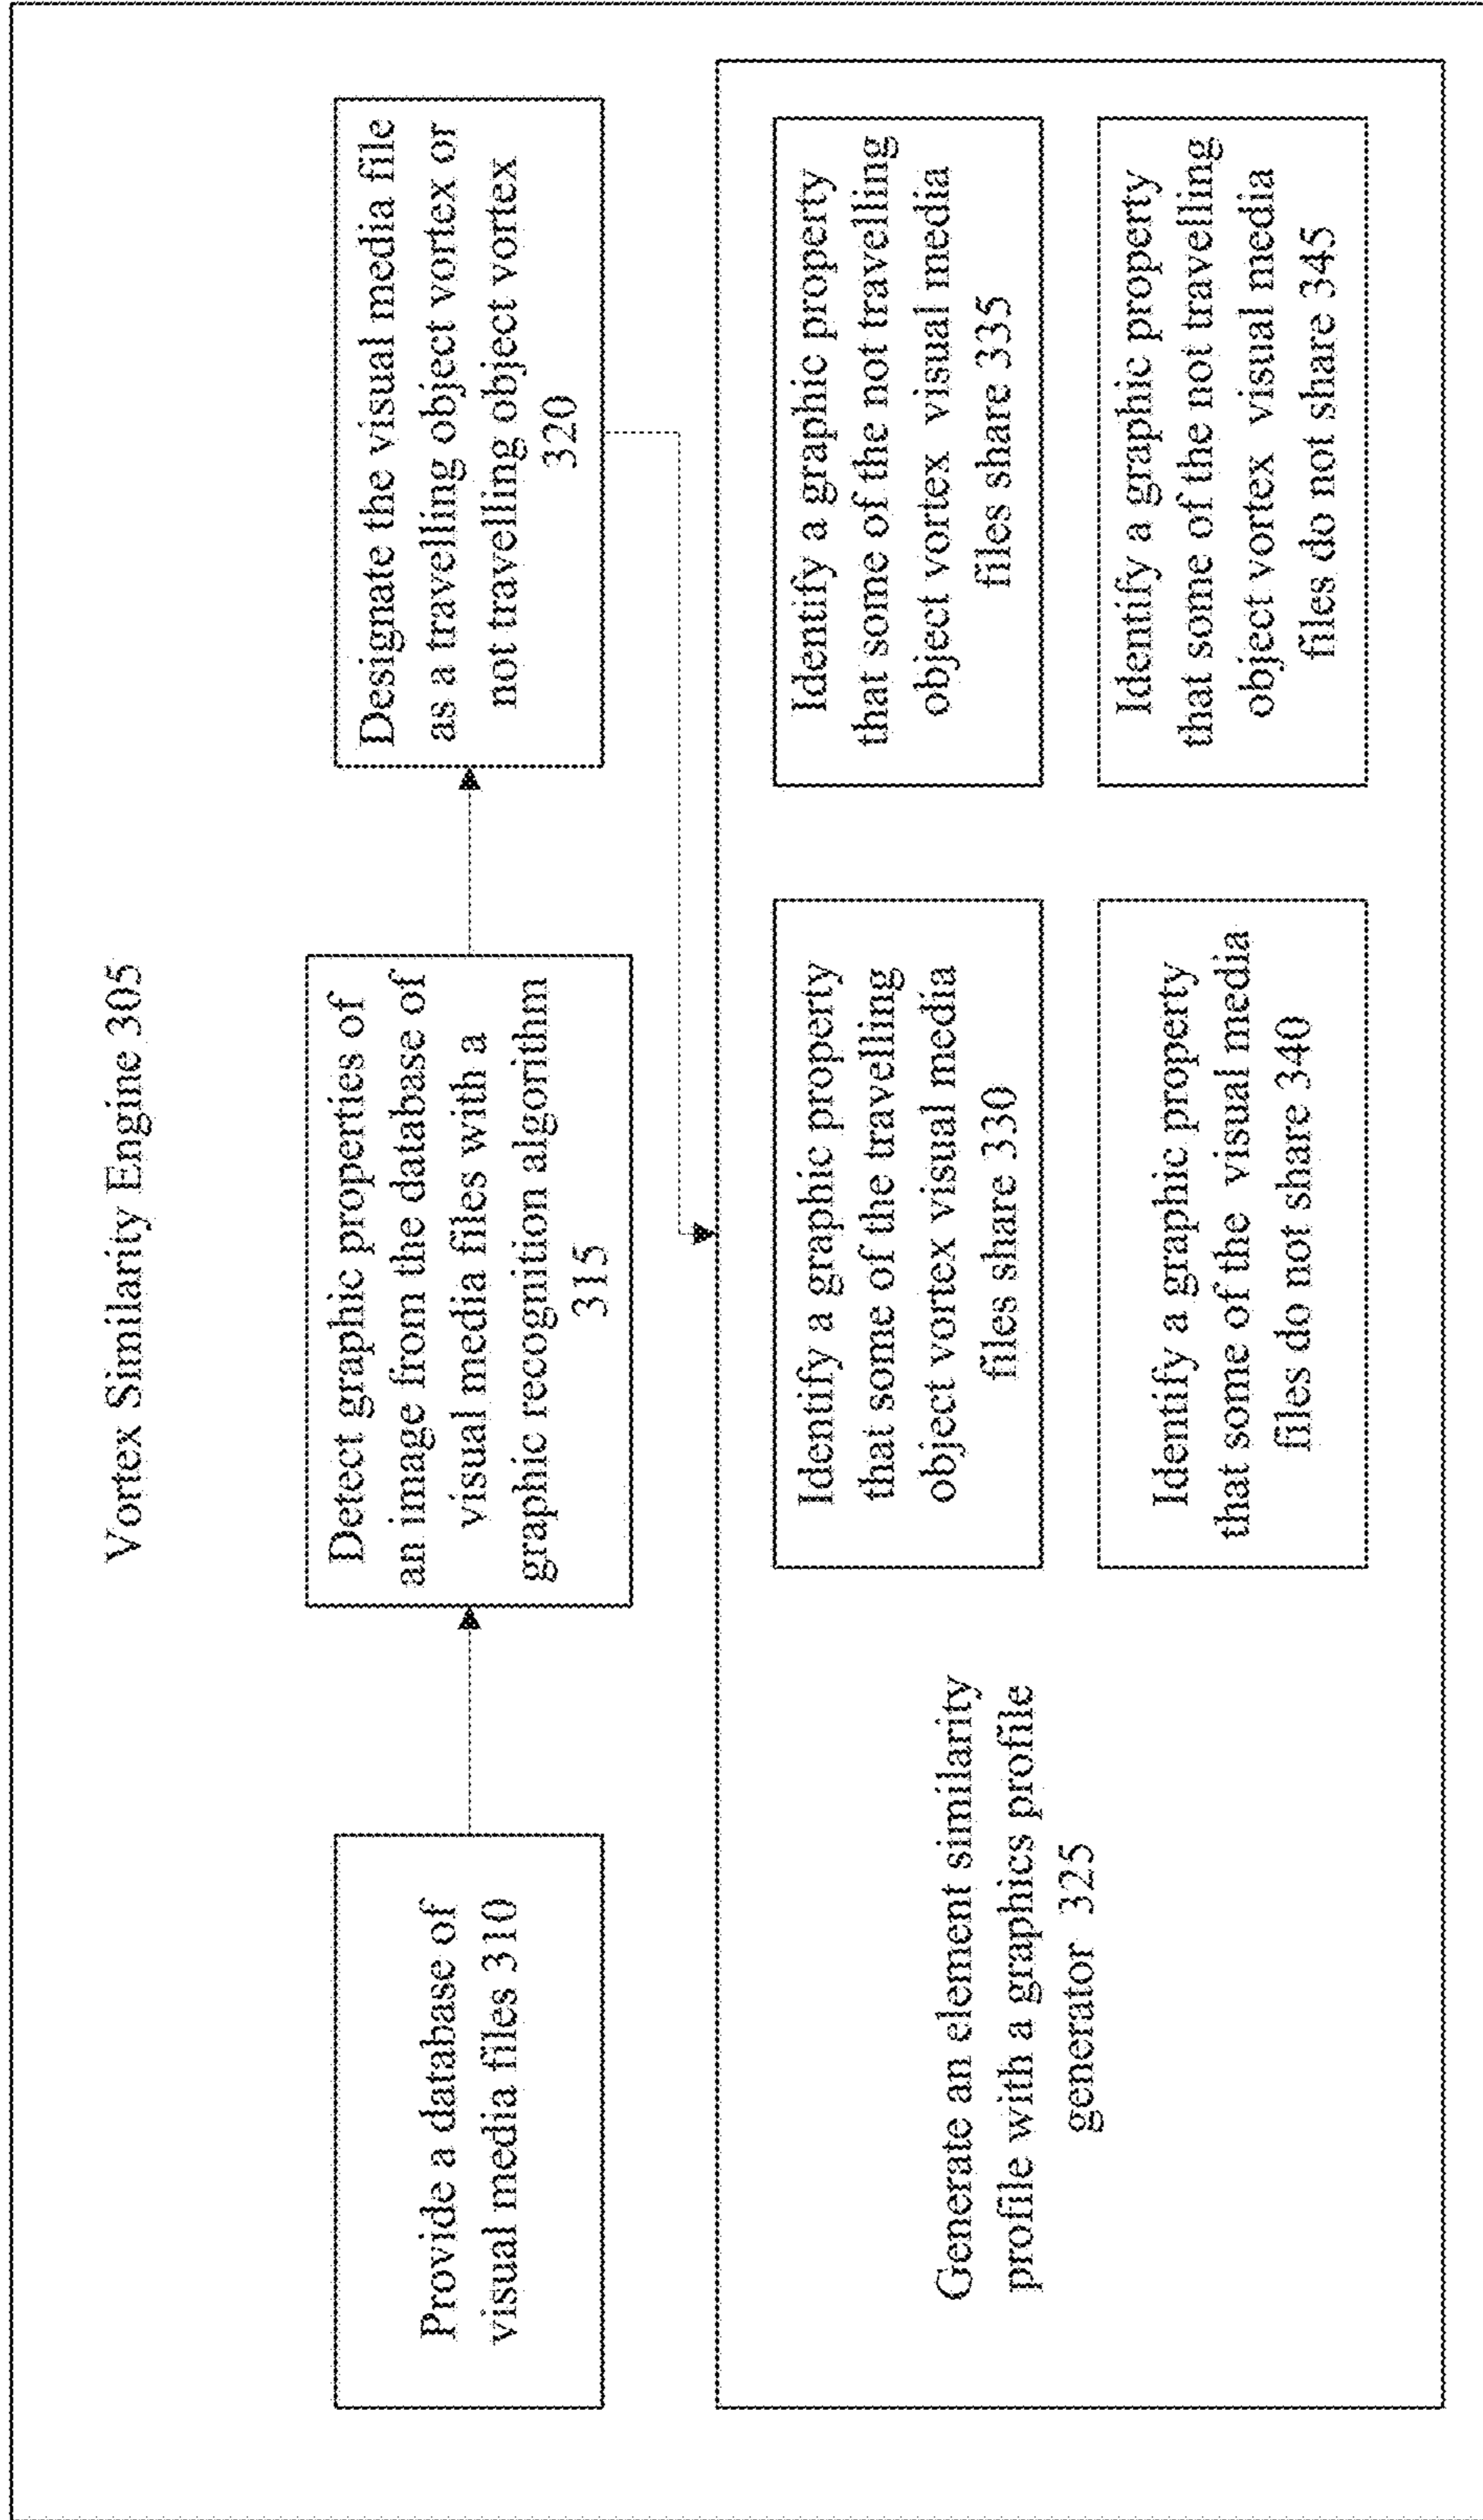 Vortex Similarity Engine 305
Provide a database of
visual media files 310
Detect graphic properties of
an image from the database of
visual media files with a
graphic recognition algorithm
315
Designate the visual media file
as a travelling object vortex or
not travelling object vortex
320
Generate an element similarity
profile with a graphics profile
generator 325
Identify a graphic property
that some of the travelling
object vortex visual media
files share 330
Identify a graphic property
that some of the not travelling
object vortex visual media
files share 335
Identify a graphic property
that some of the visual media
files do not share 340
Identify a graphic property
that some of the not travelling
object vortex visual media
files do not share 345